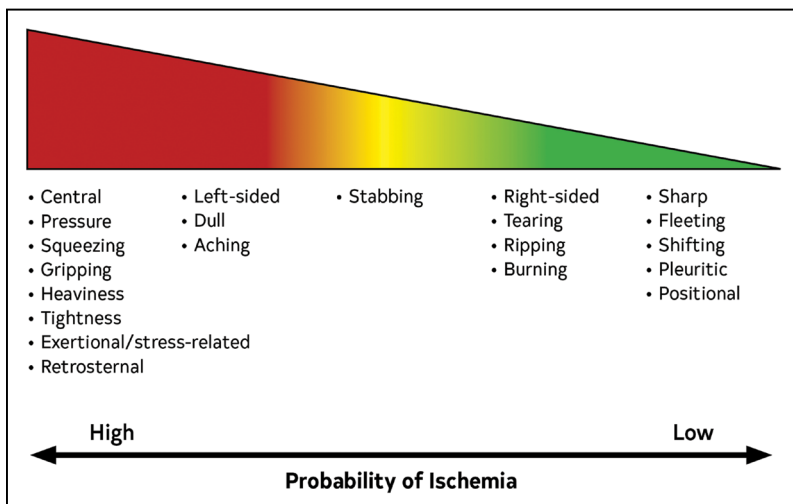 • Central
• Pressure
• Squeezing
• Gripping
• Heaviness
• Tightness
• Exertional/stress-related
• Retrosternal
• Left-sided
• Dull
• Aching
• Stabbing
• Right-sided
• Tearing
• Ripping
• Burning
• Sharp
• Fleeting
• Shifting
• Pleuritic
• Positional
High
Low
Probability of Ischemia